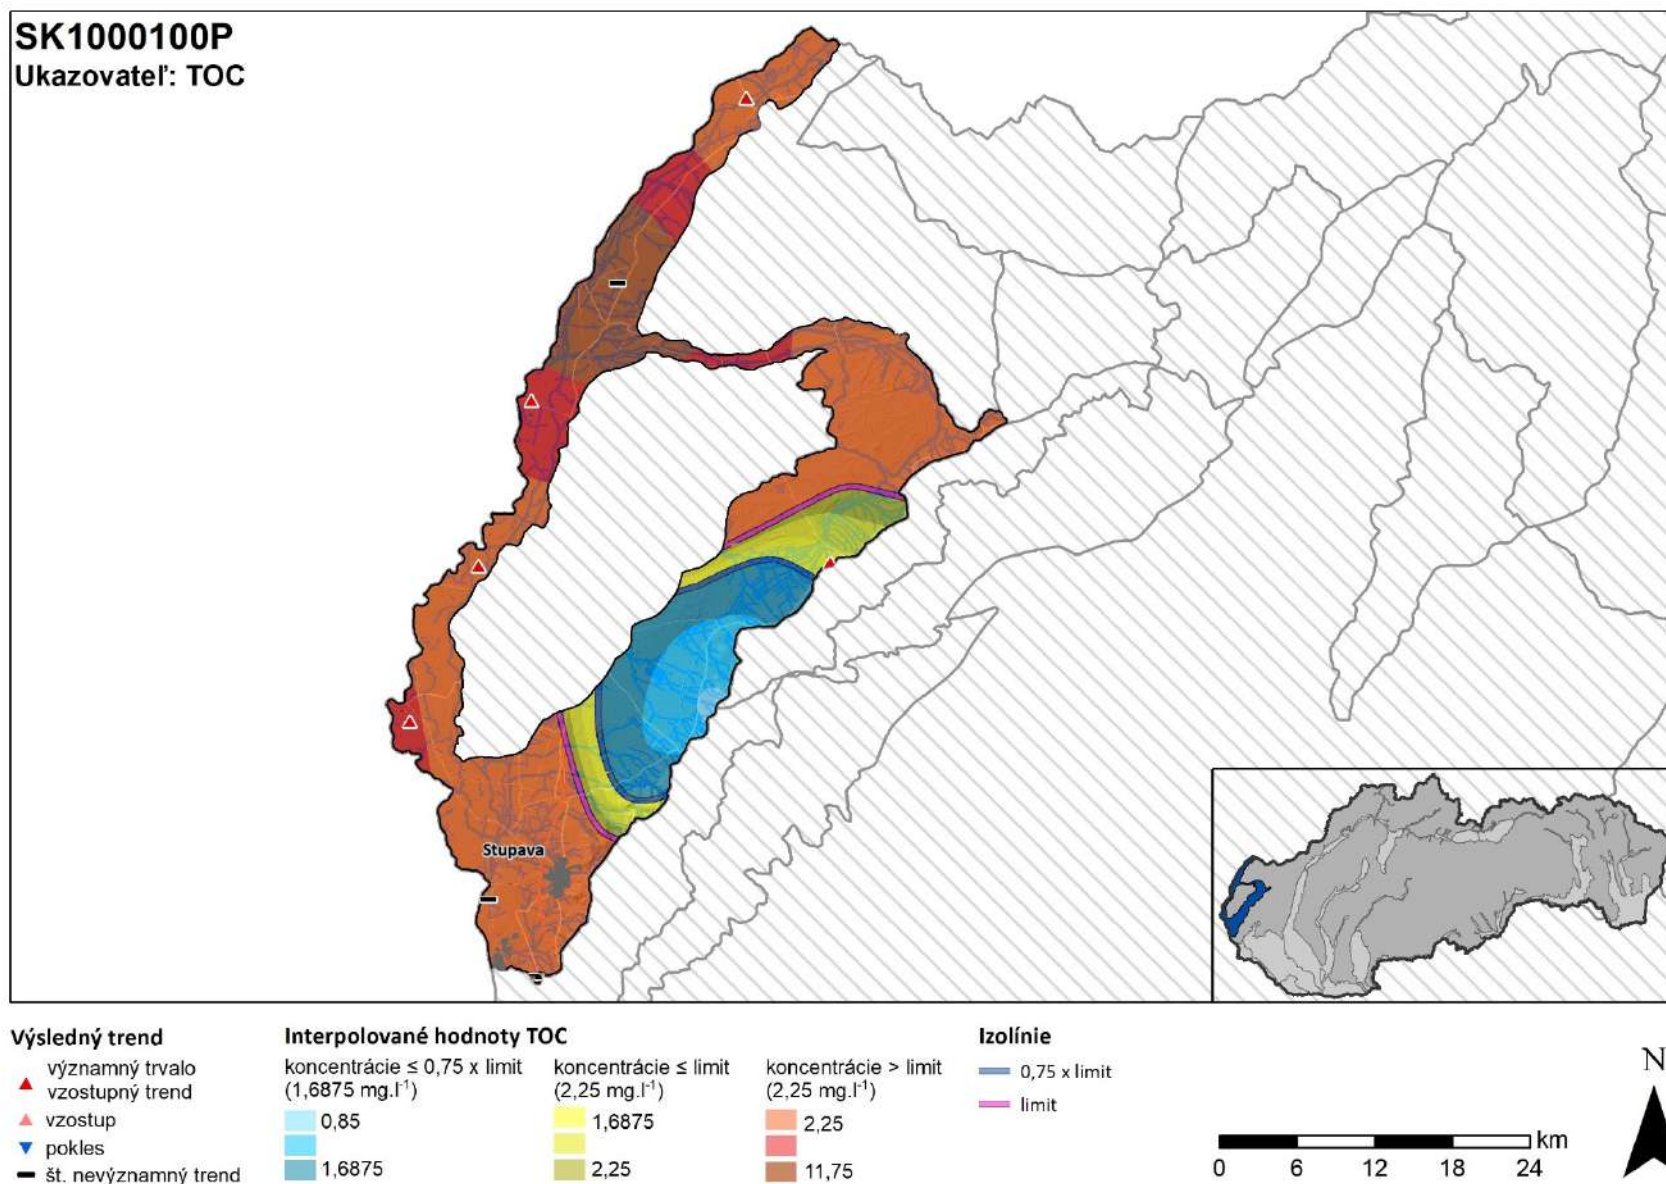 SK1000100P
Ukazovateľ: TOC
Stupava
Výsledný trend
významný trvalo
vzostupný trend
vzostup
pokles
št. nevýznamný trend
Interpolované hodnoty TOC
koncentrácie ≤ 0,75 x limit
(1,6875 mg.l⁻¹)
0,85
1,6875
koncentrácie ≤ limit
(2,25 mg.l⁻¹)
1,6875
2,25
koncentrácie > limit
(2,25 mg.l⁻¹)
2,25
11,75
Izolínie
0,75 x limit
limit
km
0 6 12 18 24
N